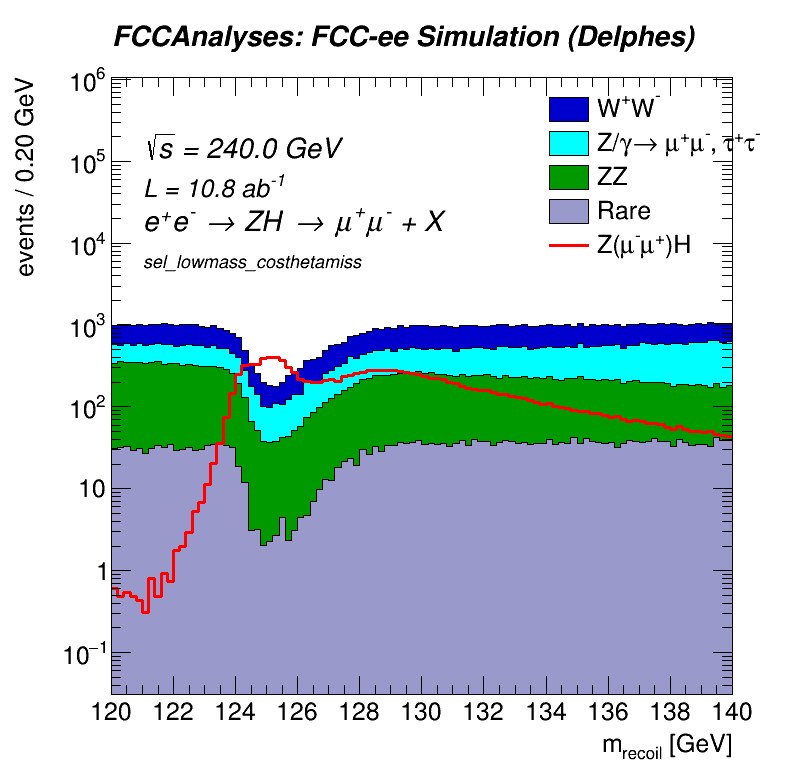 FCCAnalyses: FCC-ee Simulation (Delphes)
events / 0.20 GeV
10⁶
10⁵
10⁴
10³
10²
10
1
10⁻¹
√s = 240.0 GeV
L = 10.8 ab⁻¹
e⁺e⁻ → ZH → μ⁺μ⁻ + X
sel_lowmass_costhetamiss
W⁺W⁻
Z/γ→ μ⁺μ⁻, τ⁺τ⁻
ZZ
Rare
Z(μ⁻μ⁺)H
120 122 124 126 128 130 132 134 136 138 140
m_recoil [GeV]